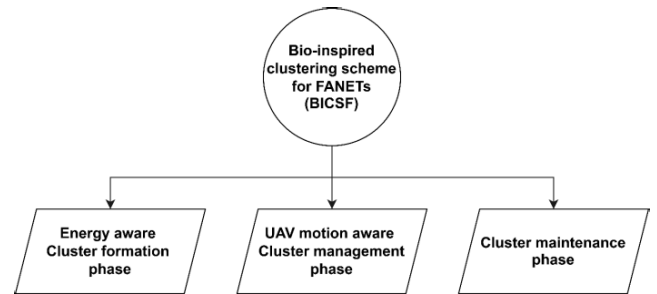 Bio-inspired
clustering scheme
for FANETs
(BICSF)
Energy aware
Cluster formation
phase
UAV motion aware
Cluster management
phase
Cluster maintenance
phase